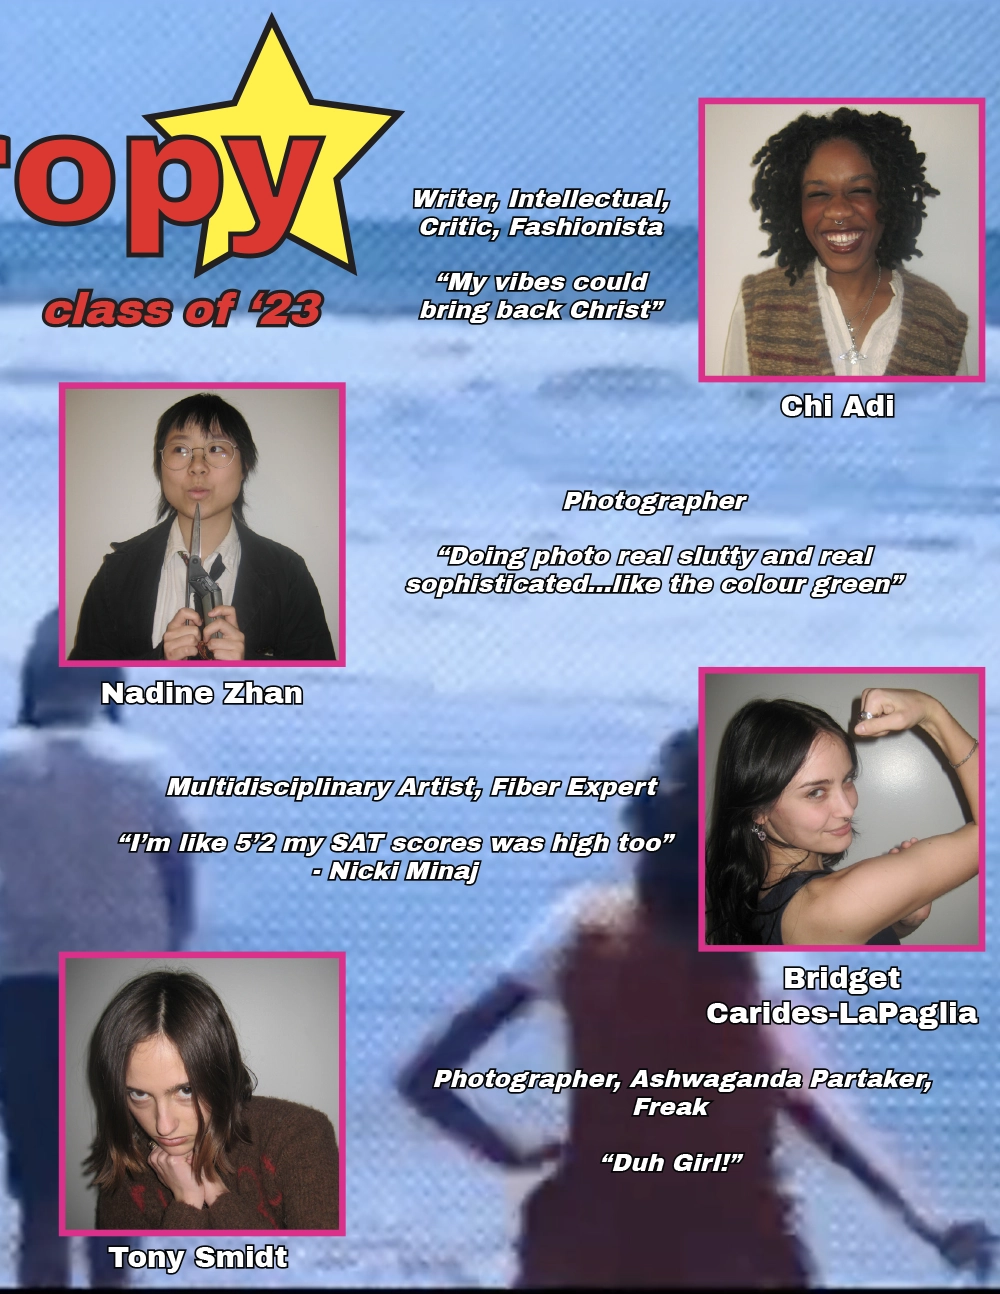 ropy
class of ‘23
Writer, Intellectual,
Critic, Fashionista
“My vibes could
bring back Christ”
Chi Adi
Photographer
“Doing photo real slutty and real
sophisticated...like the colour green”
Nadine Zhan
Multidisciplinary Artist, Fiber Expert
“I’m like 5’2 my SAT scores was high too”
- Nicki Minaj
Bridget
Carides-LaPaglia
Photographer, Ashwaganda Partaker,
Freak
“Duh Girl!”
Tony Smidt